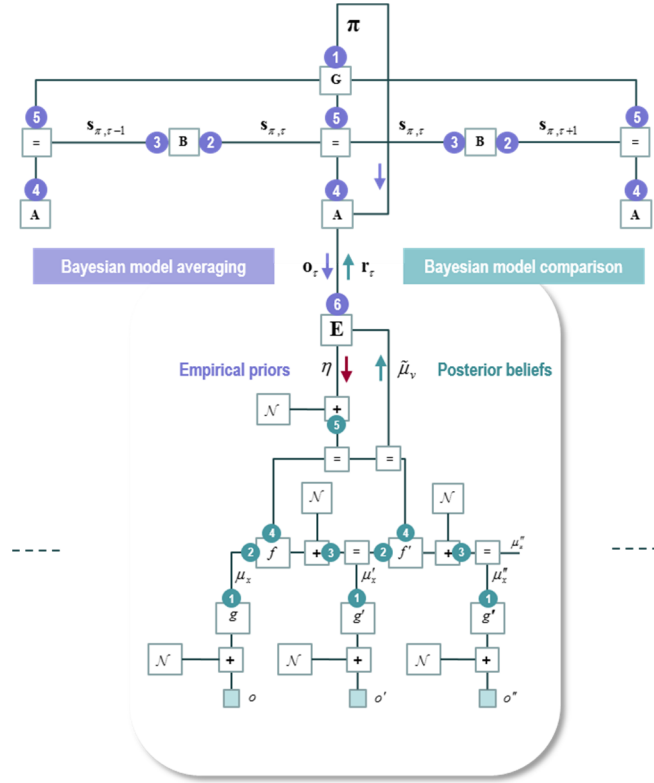 π
1
G
5 5 5
s_{π,τ−1} s_{π,τ} s_{π,τ} s_{π,τ+1}
= 3 B 2 = 3 B 2 =
4 4 4
A A A
Bayesian model averaging o_τ r_τ Bayesian model comparison
6
E
Empirical priors η μ̃_v Posterior beliefs
𝒩 +
5
= =
𝒩 𝒩
4 4
2 f + 3 = 2 f' + 3 = μ''_x
μ_x μ'_x μ''_x
1 1 1
g g' g'
𝒩 + 𝒩 + 𝒩 +
o o' o''